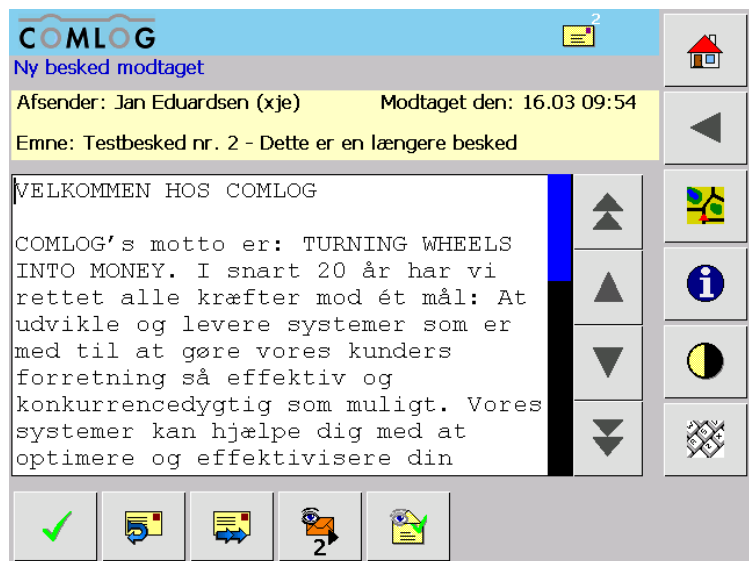 COMLOG
2
Ny besked modtaget
Afsender: Jan Eduardsen (xje) Modtaget den: 16.03 09:54
Emne: Testbesked nr. 2 - Dette er en længere besked
VELKOMMEN HOS COMLOG
COMLOG's motto er: TURNING WHEELS
INTO MONEY. I snart 20 år har vi
rettet alle kræfter mod ét mål: At
udvikle og levere systemer som er
med til at gøre vores kunders
forretning så effektiv og
konkurrencedygtig som muligt. Vores
systemer kan hjælpe dig med at
optimere og effektivisere din
2